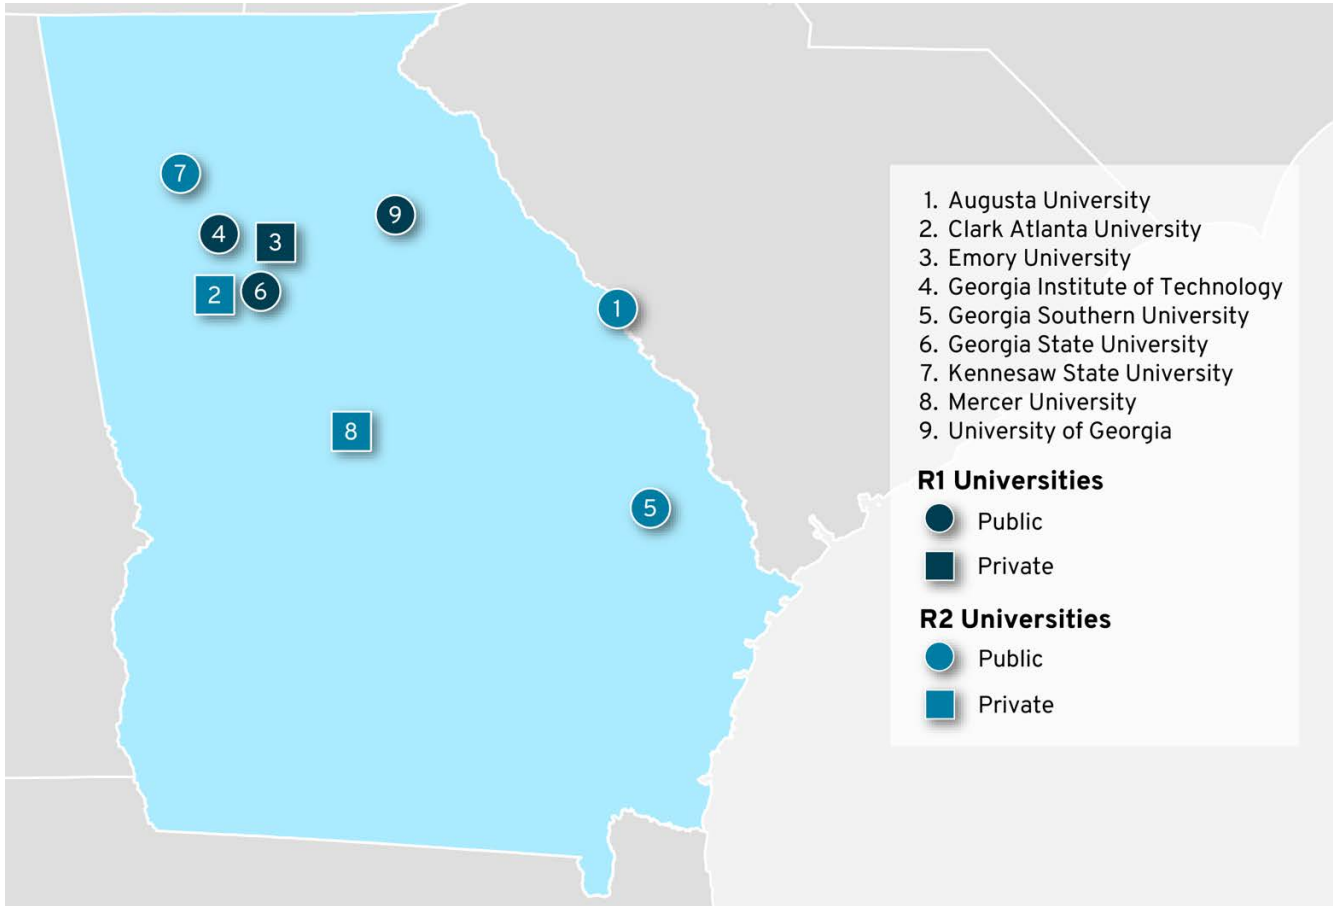 7
9
4
3
2
6
1
8
5
1. Augusta University
2. Clark Atlanta University
3. Emory University
4. Georgia Institute of Technology
5. Georgia Southern University
6. Georgia State University
7. Kennesaw State University
8. Mercer University
9. University of Georgia
R1 Universities
Public
Private
R2 Universities
Public
Private